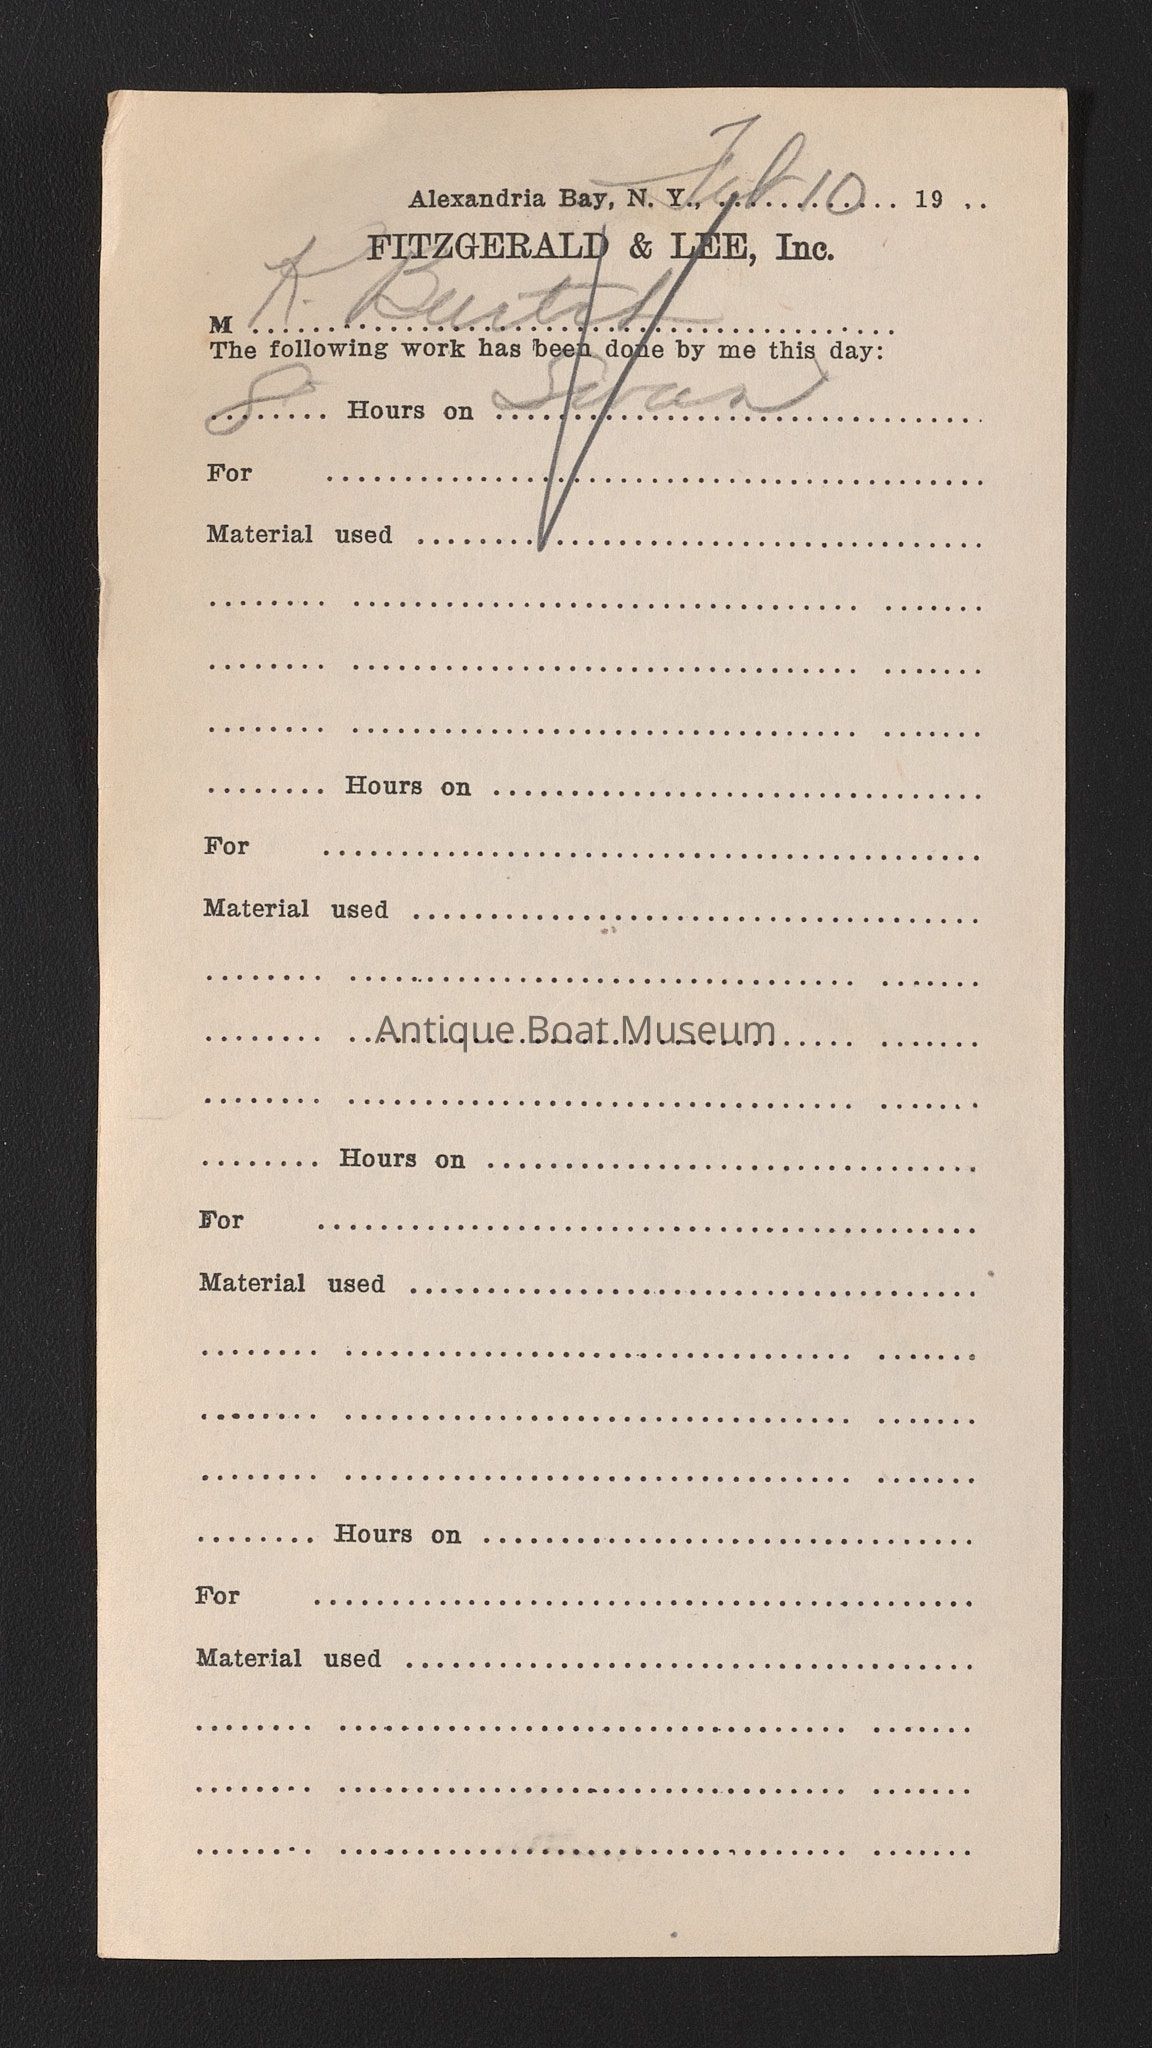 Alexandria Bay, N. Y., Feb 10 19 ..
FITZGERALD & LEE, Inc.
M K.
The following work has been done by me this day:
8 Hours on Swan
For
Material used
Hours on
For
Material used
Antique Boat Museum
Hours on
For
Material used
Hours on
For
Material used